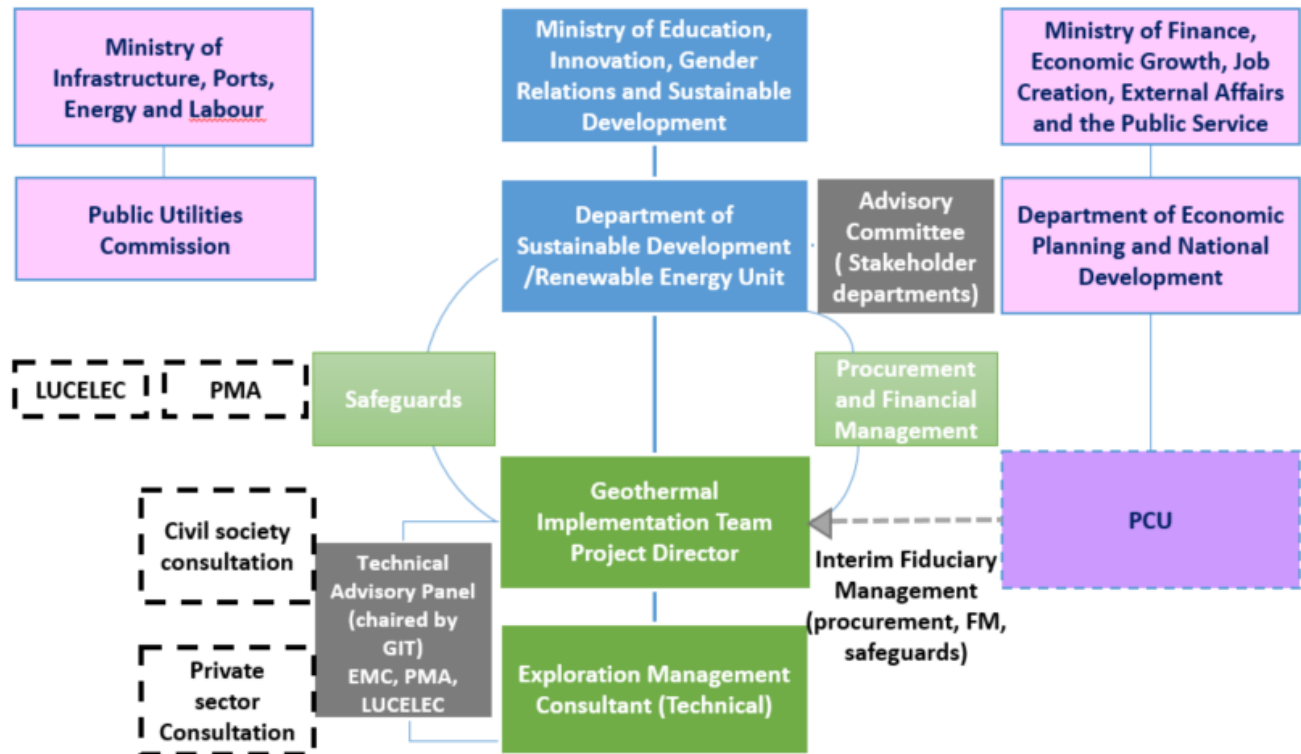 Ministry of
Infrastructure, Ports,
Energy and Labour
Ministry of Education,
Innovation, Gender
Relations and Sustainable
Development
Ministry of Finance,
Economic Growth, Job
Creation, External Affairs
and the Public Service
Public Utilities
Commission
Department of
Sustainable Development
/Renewable Energy Unit
Advisory
Committee
( Stakeholder
departments)
Department of Economic
Planning and National
Development
LUCELEC
PMA
Safeguards
Procurement
and Financial
Management
Civil society
consultation
Technical
Advisory Panel
(chaired by
GIT)
EMC, PMA,
LUCELEC
Geothermal
Implementation Team
Project Director
Interim Fiduciary
Management
(procurement, FM,
safeguards)
PCU
Private
sector
Consultation
Exploration Management
Consultant (Technical)